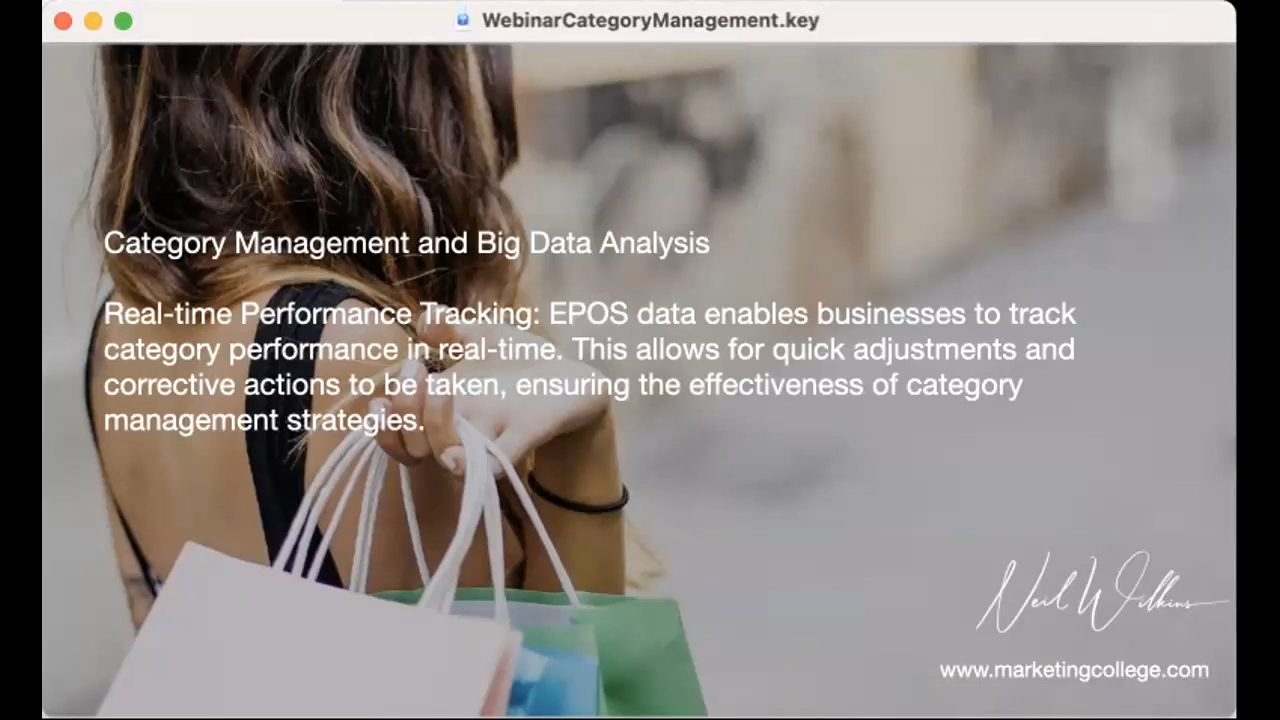 WebinarCategoryManagement.key
Category Management and Big Data Analysis
Real-time Performance Tracking: EPOS data enables businesses to track
category performance in real-time. This allows for quick adjustments and
corrective actions to be taken, ensuring the effectiveness of category
management strategies.
Neil Wilkins
www.marketingcollege.com